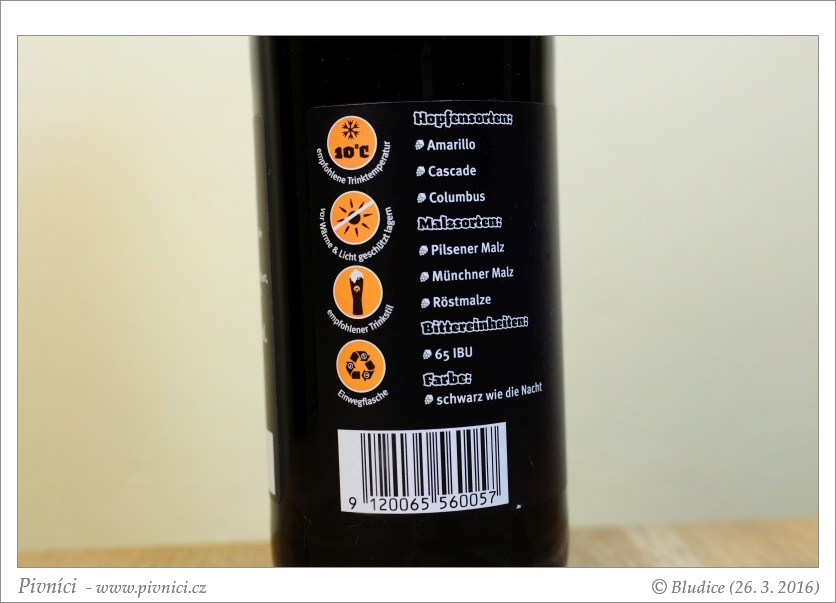 10°C
empfohlene Trinktemperatur
vor Wärme & Licht geschützt lagern
empfohlener Trinkstil
Einwegflasche
Hopfensorten:
Amarillo
Cascade
Columbus
Malzsorten:
Pilsener Malz
Münchner Malz
Röstmalze
Bittereinheiten:
65 IBU
Farbe:
schwarz wie die Nacht
9 120065 560057
Pivníci - www.pivnici.cz
© Bludice (26. 3. 2016)